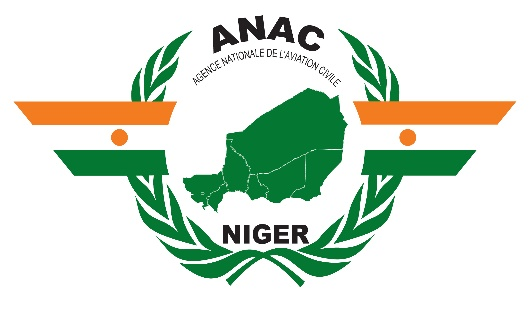 ANAC
AGENCE NATIONALE DE L'AVIATION CIVILE
NIGER